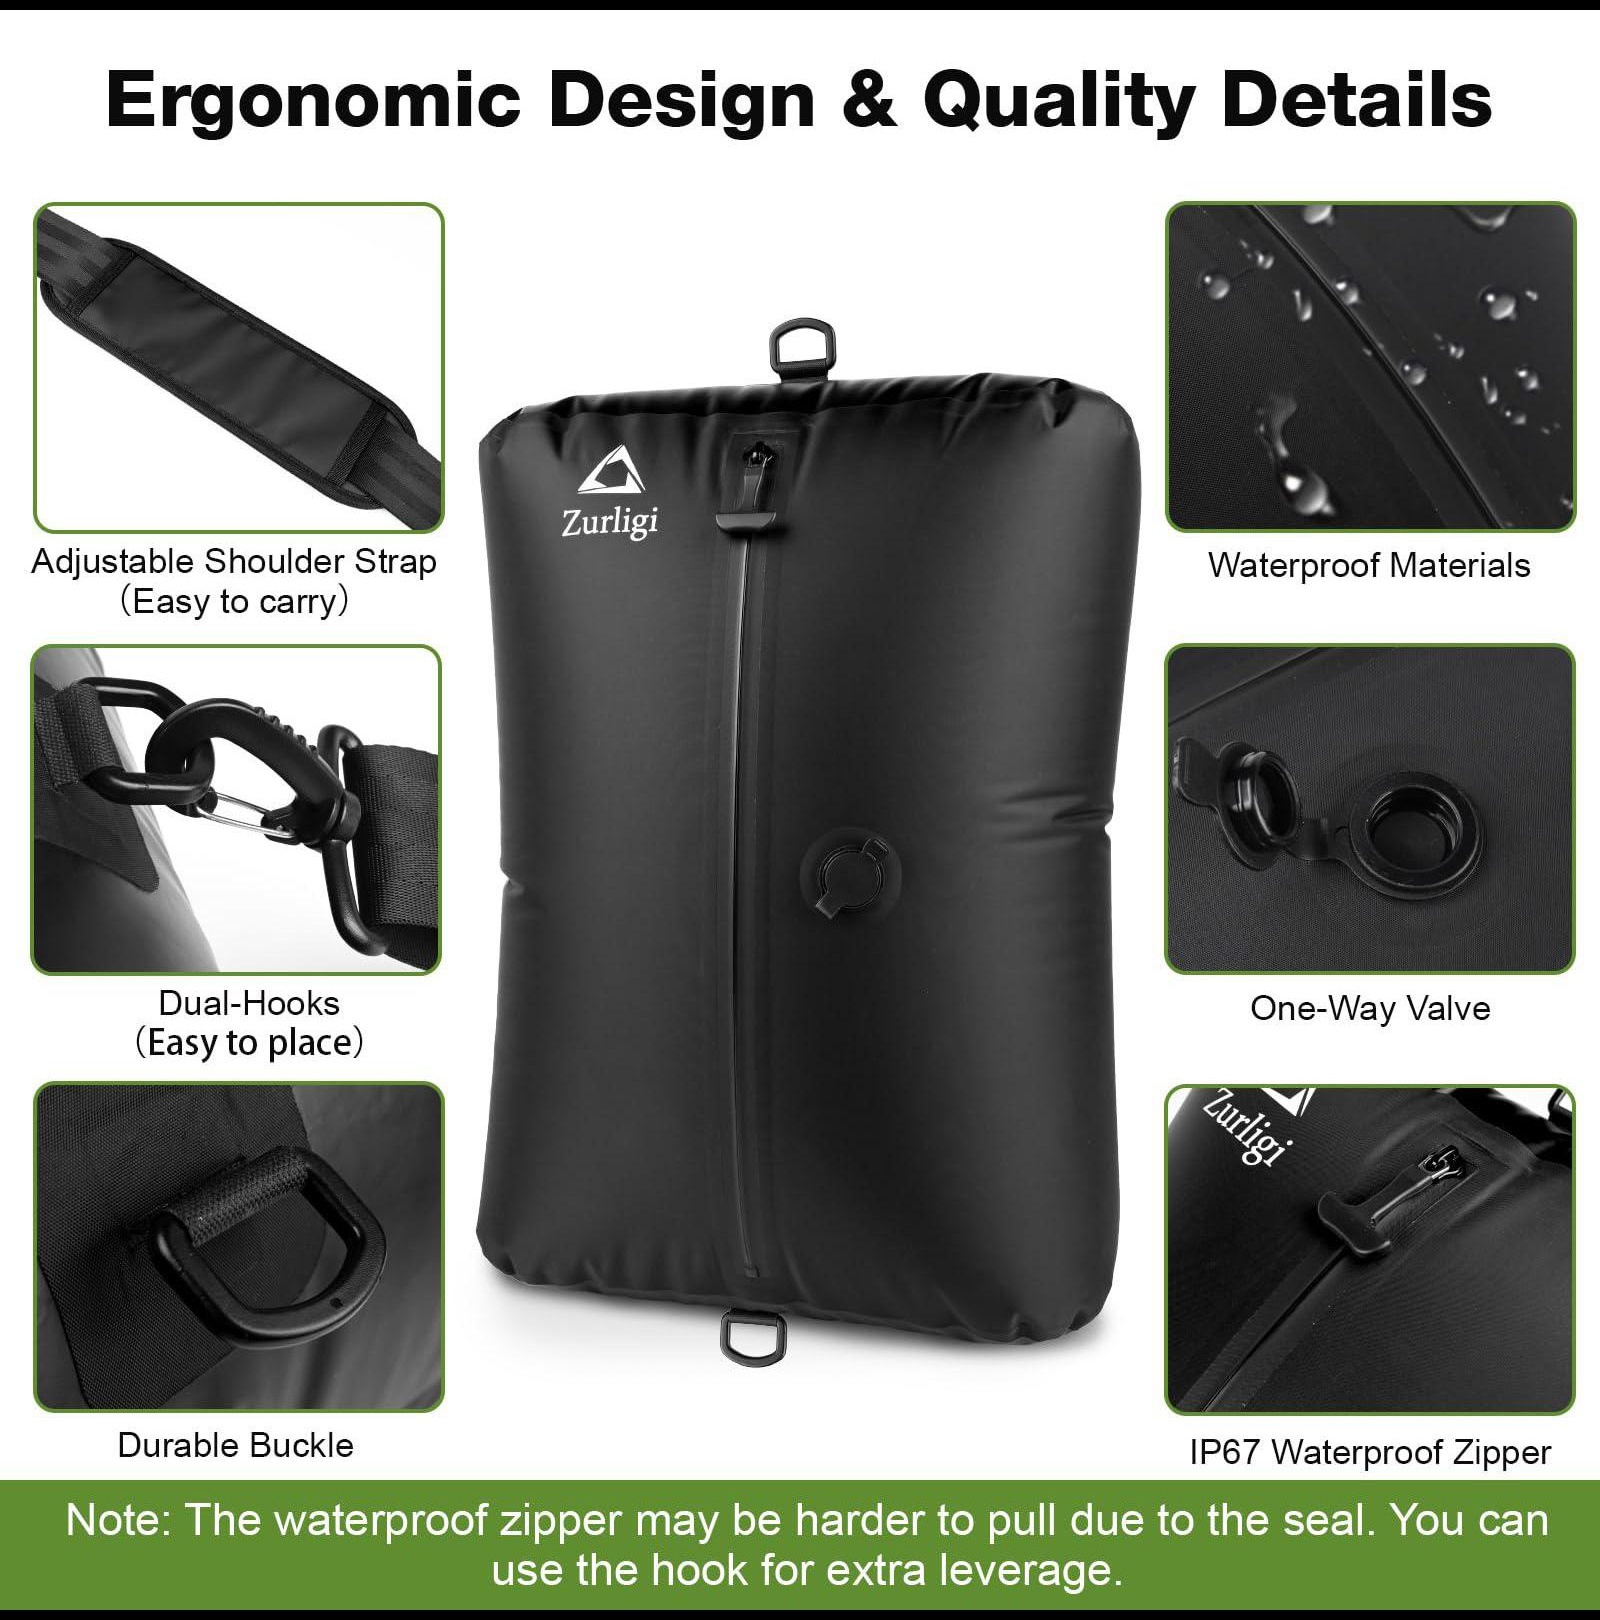 Ergonomic Design & Quality Details
Zurligi
Adjustable Shoulder Strap
（Easy to carry）
Waterproof Materials
Dual-Hooks
（Easy to place）
One-Way Valve
Zurligi
Durable Buckle
IP67 Waterproof Zipper
Note: The waterproof zipper may be harder to pull due to the seal. You can
use the hook for extra leverage.